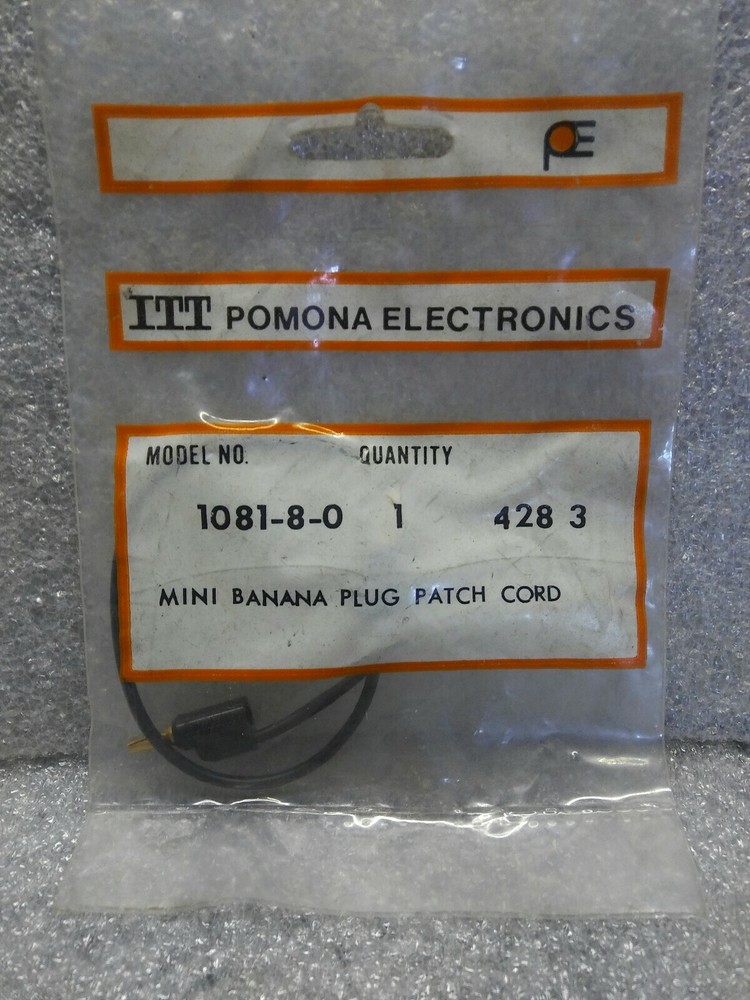 PE
ITT POMONA ELECTRONICS
MODEL NO. QUANTITY
1081-8-0 1 428 3
MINI BANANA PLUG PATCH CORD